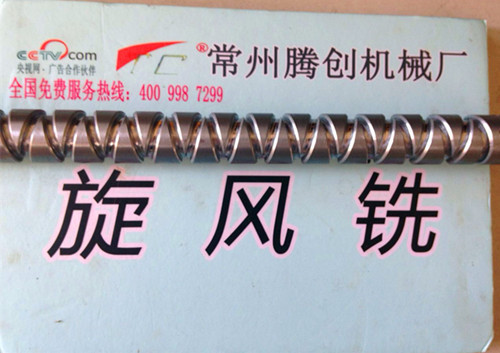 CCTV.com
央视网·广告合作伙伴
TC®常州腾创机械厂
全国免费服务热线：400 998 7299
旋风铣